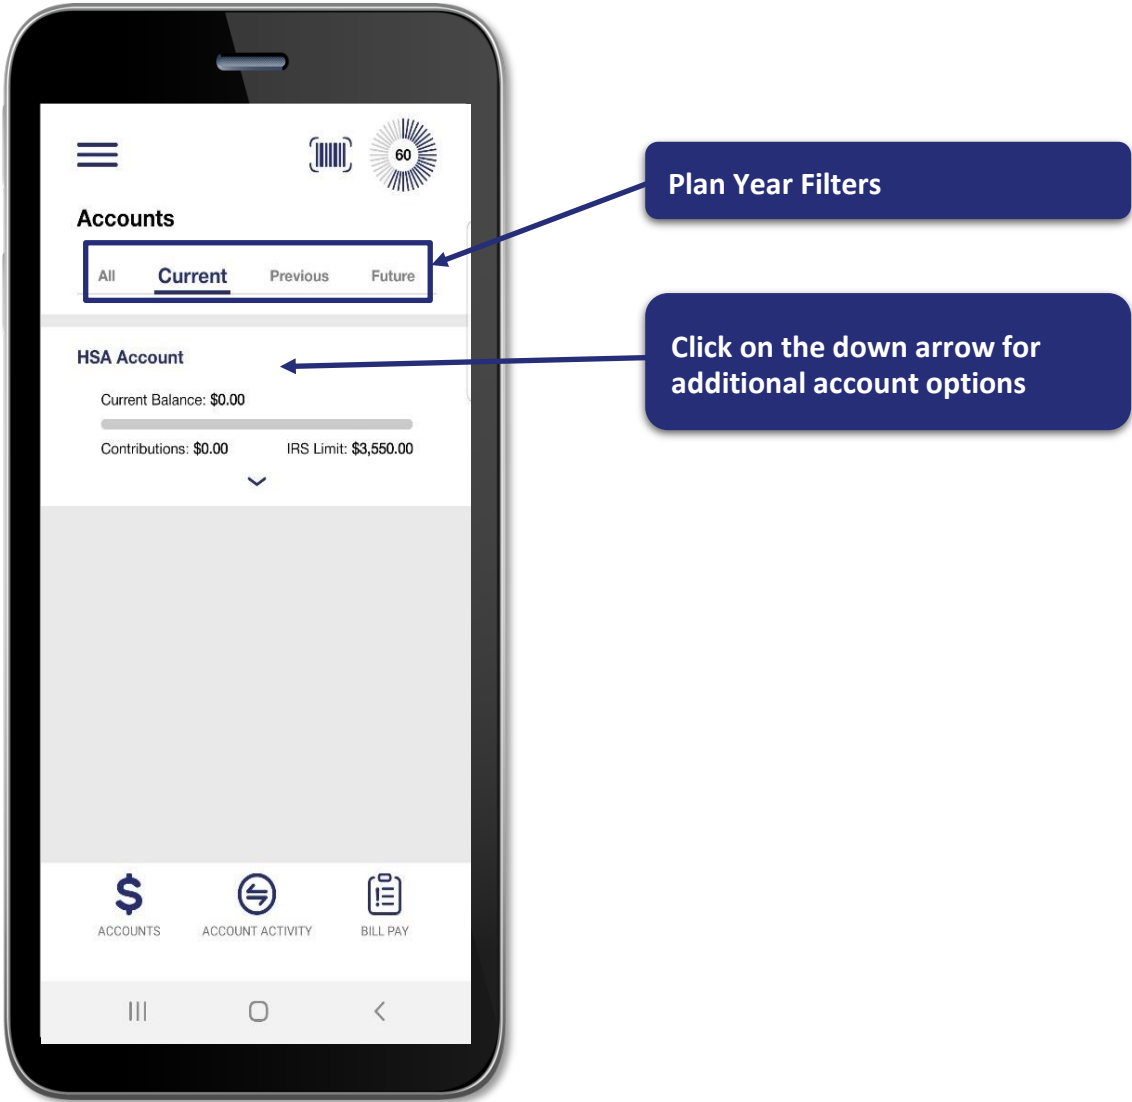 60
Accounts
All Current Previous Future
HSA Account
Current Balance: $0.00
Contributions: $0.00 IRS Limit: $3,550.00
ACCOUNTS ACCOUNT ACTIVITY BILL PAY
Plan Year Filters
Click on the down arrow for
additional account options